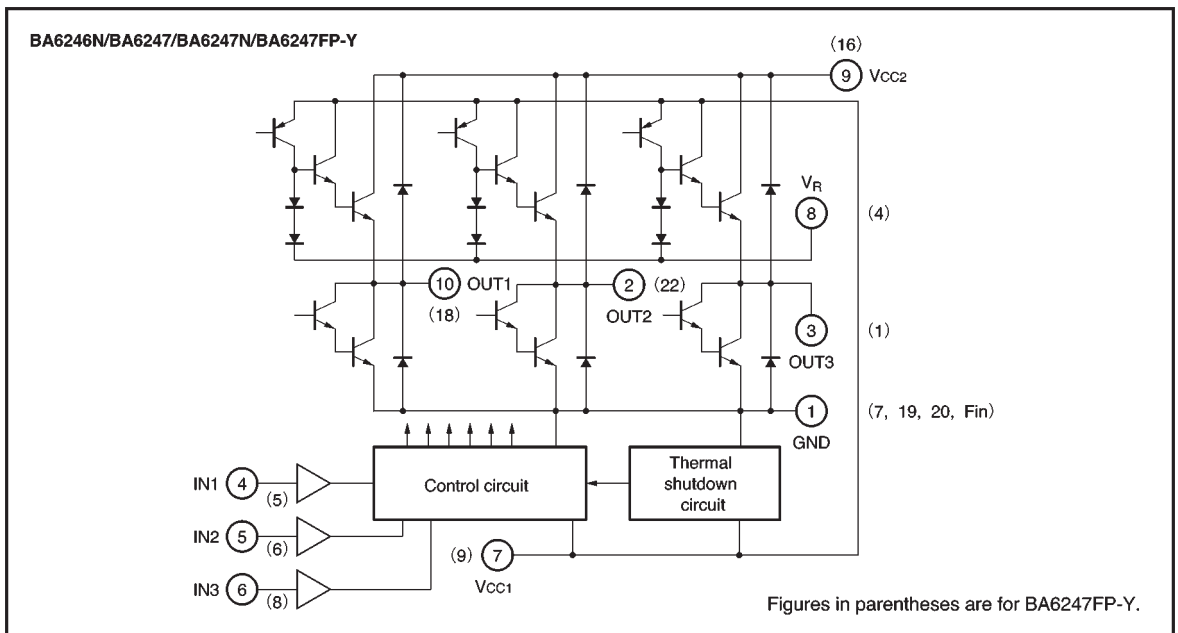 BA6246N/BA6247/BA6247N/BA6247FP-Y
(16)
9 VCC2
VR
8 (4)
10 OUT1
(18)
2 (22)
OUT2
3 (1)
OUT3
1 (7, 19, 20, Fin)
GND
IN1 4
(5)
Control circuit
Thermal
shutdown
circuit
IN2 5
(6)
(9) 7
VCC1
IN3 6
(8)
Figures in parentheses are for BA6247FP-Y.